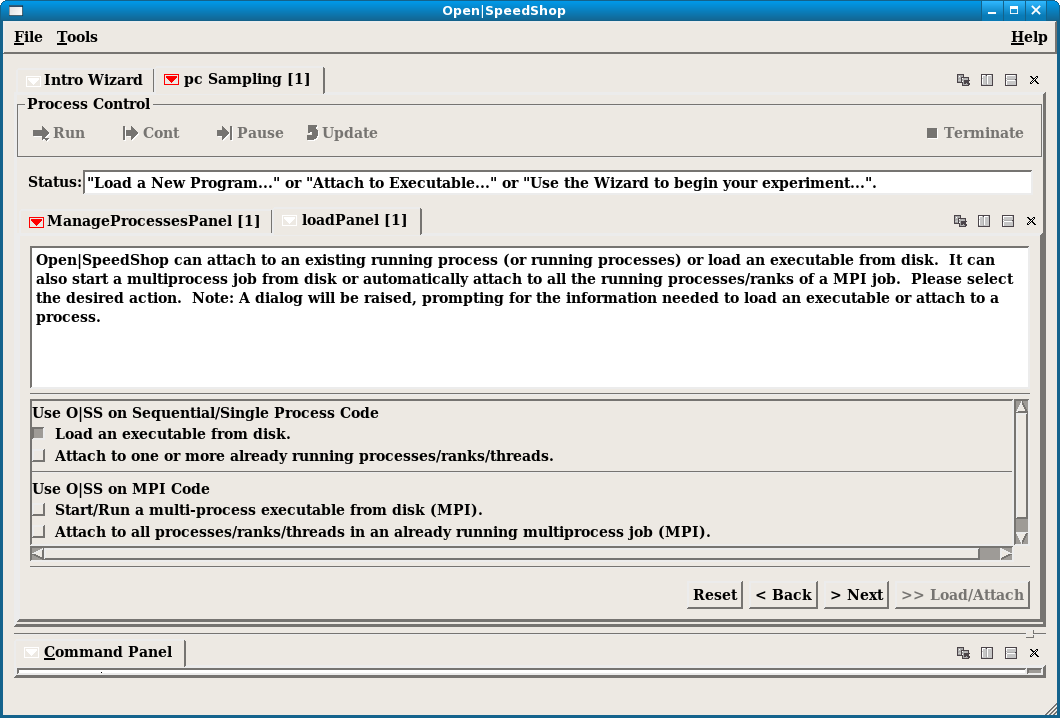 Open|SpeedShop
File Tools Help
Intro Wizard pc Sampling [1]
Process Control
Run Cont Pause Update Terminate
Status: "Load a New Program..." or "Attach to Executable..." or "Use the Wizard to begin your experiment...".
ManageProcessesPanel [1] loadPanel [1]
Open|SpeedShop can attach to an existing running process (or running processes) or load an executable from disk. It can
also start a multiprocess job from disk or automatically attach to all the running processes/ranks of a MPI job. Please select
the desired action. Note: A dialog will be raised, prompting for the information needed to load an executable or attach to a
process.
Use O|SS on Sequential/Single Process Code
Load an executable from disk.
Attach to one or more already running processes/ranks/threads.
Use O|SS on MPI Code
Start/Run a multi-process executable from disk (MPI).
Attach to all processes/ranks/threads in an already running multiprocess job (MPI).
Reset < Back > Next >> Load/Attach
Command Panel